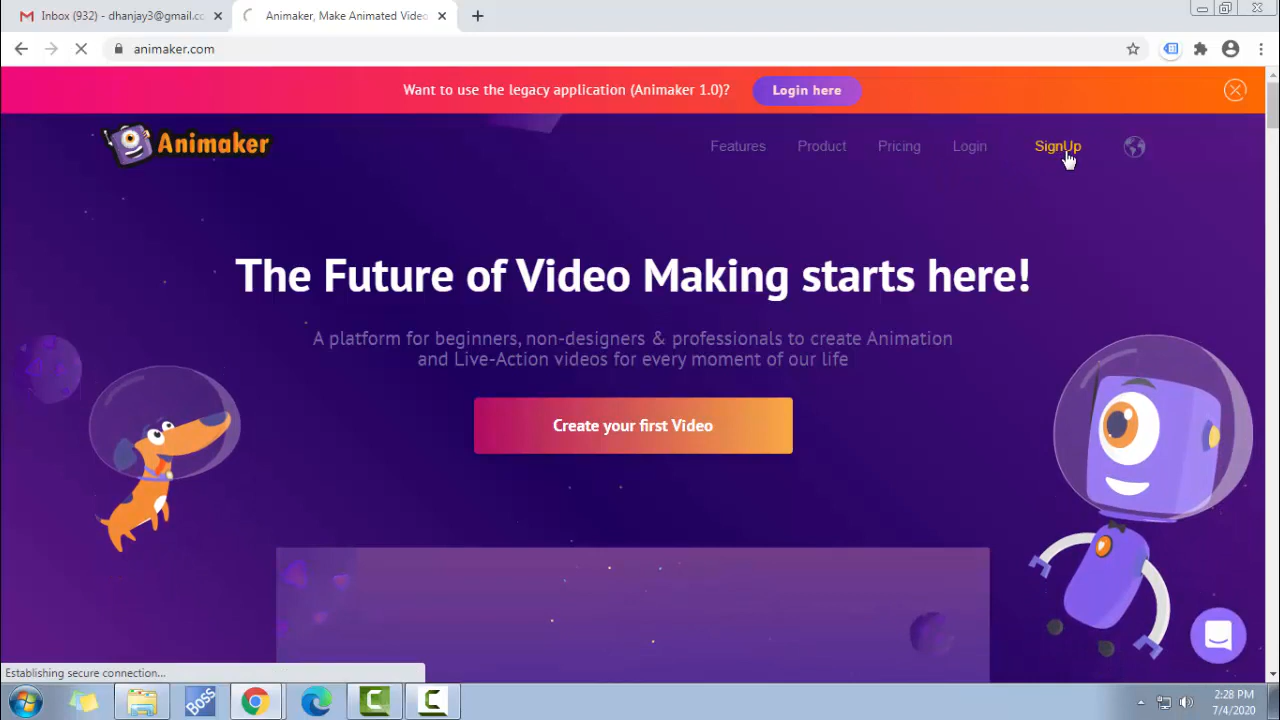 Inbox (932) - dhanjay3@gmail.co
Animaker, Make Animated Video
animaker.com
Want to use the legacy application (Animaker 1.0)?
Login here
Animaker
Features
Product
Pricing
Login
SignUp
The Future of Video Making starts here!
A platform for beginners, non-designers & professionals to create Animation
and Live-Action videos for every moment of our life
Create your first Video
Establishing secure connection...
BOSS
2:28 PM
7/4/2020